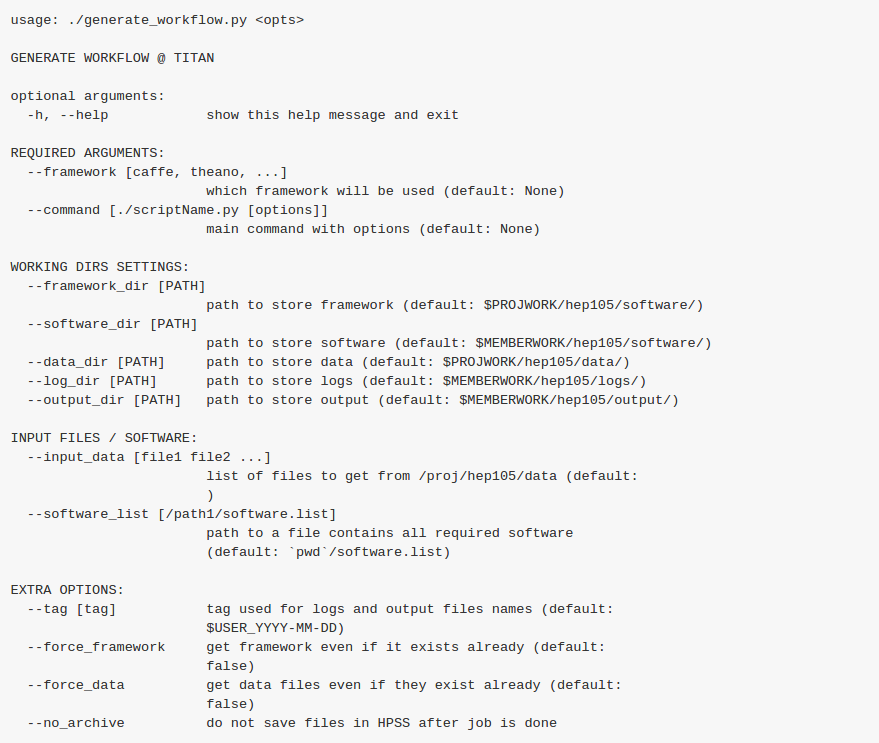 usage: ./generate_workflow.py <opts>
GENERATE WORKFLOW @ TITAN
optional arguments:
-h, --help show this help message and exit
REQUIRED ARGUMENTS:
--framework [caffe, theano, ...]
which framework will be used (default: None)
--command [./scriptName.py [options]]
main command with options (default: None)
WORKING DIRS SETTINGS:
--framework_dir [PATH]
path to store framework (default: $PROJWORK/hep105/software/)
--software_dir [PATH]
path to store software (default: $MEMBERWORK/hep105/software/)
--data_dir [PATH] path to store data (default: $PROJWORK/hep105/data/)
--log_dir [PATH] path to store logs (default: $MEMBERWORK/hep105/logs/)
--output_dir [PATH] path to store output (default: $MEMBERWORK/hep105/output/)
INPUT FILES / SOFTWARE:
--input_data [file1 file2 ...]
list of files to get from /proj/hep105/data (default:
)
--software_list [/path1/software.list]
path to a file contains all required software
(default: `pwd`/software.list)
EXTRA OPTIONS:
--tag [tag] tag used for logs and output files names (default:
$USER_YYYY-MM-DD)
--force_framework get framework even if it exists already (default:
false)
--force_data get data files even if they exist already (default:
false)
--no_archive do not save files in HPSS after job is done